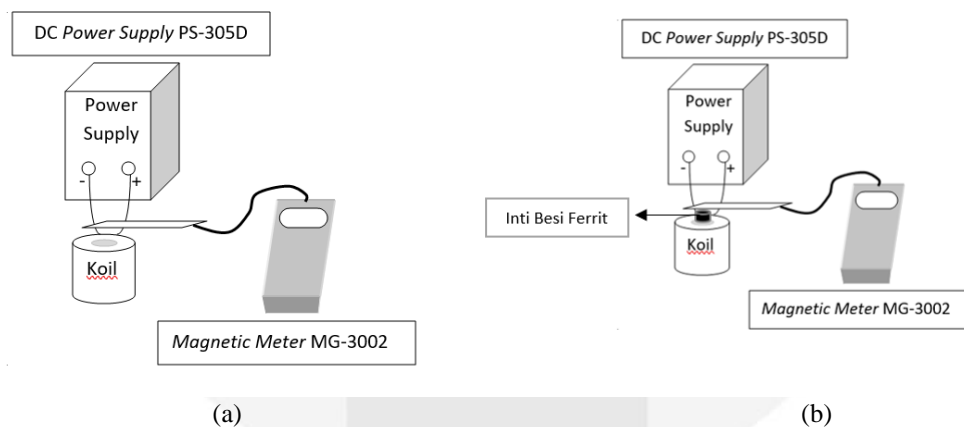 DC Power Supply PS-305D
Power
Supply
- +
Koil
Magnetic Meter MG-3002
(a)
DC Power Supply PS-305D
Power
Supply
- +
Inti Besi Ferrit
Koil
Magnetic Meter MG-3002
(b)